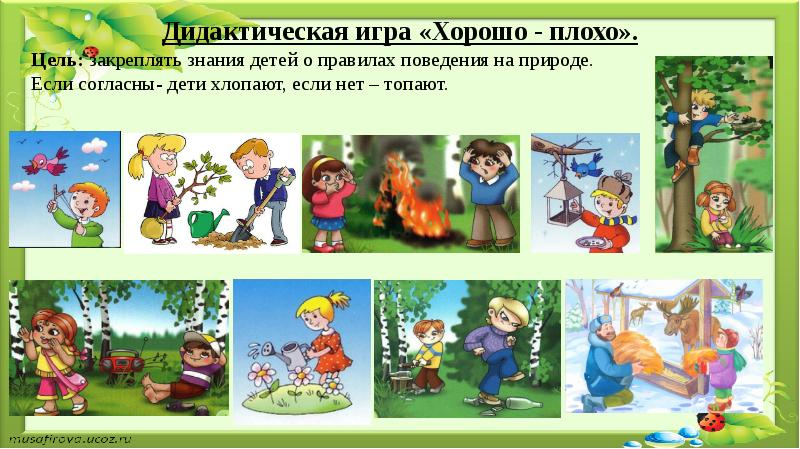 Дидактическая игра «Хорошо - плохо».
Цель: закреплять знания детей о правилах поведения на природе.
Если согласны- дети хлопают, если нет – топают.
musafirova.ucoz.ru